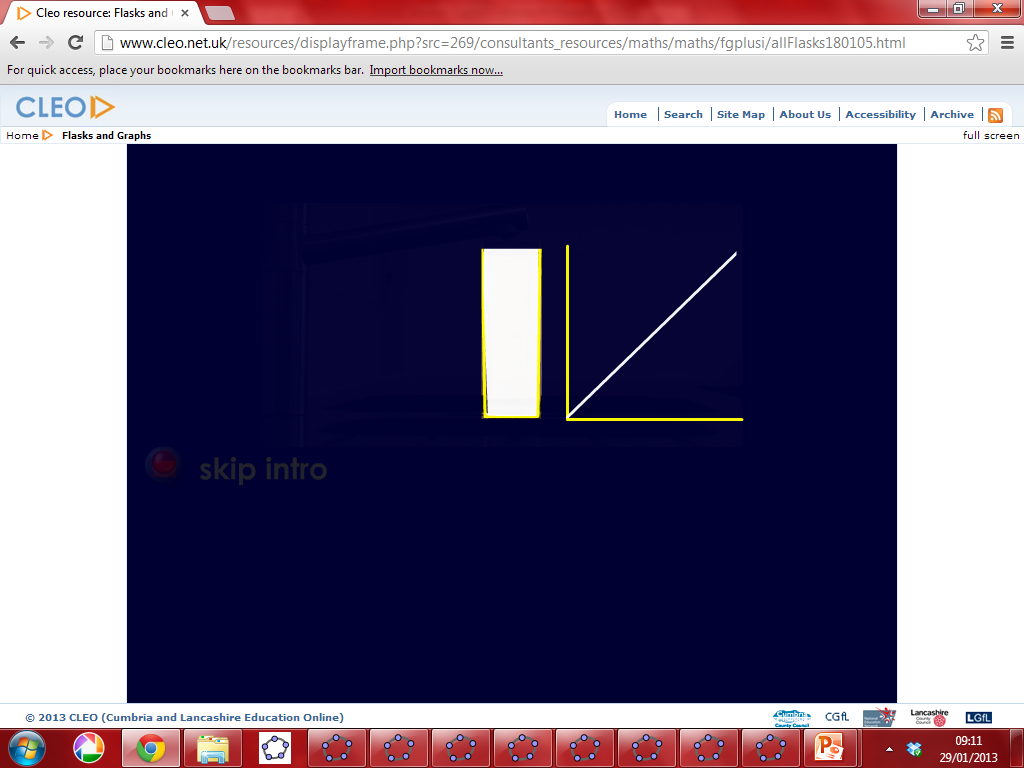 Cleo resource: Flasks and
www.cleo.net.uk/resources/displayframe.php?src=269/consultants_resources/maths/maths/fgplusi/allFlasks180105.html
For quick access, place your bookmarks here on the bookmarks bar. Import bookmarks now...
CLEO
Home Search Site Map About Us Accessibility Archive
Home Flasks and Graphs full screen
skip intro
© 2013 CLEO (Cumbria and Lancashire Education Online)
Cumbria County Council
CGfL
Lancashire County Council
LGfL
09:11
29/01/2013